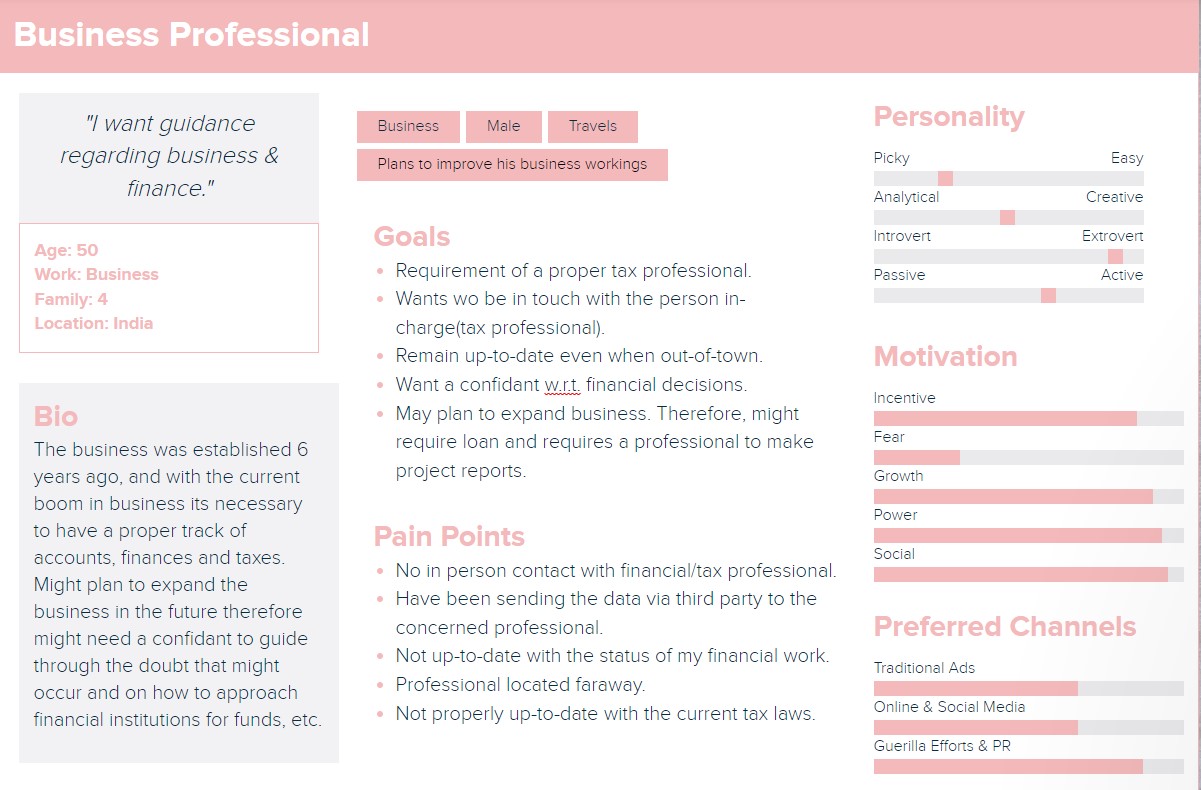 Business Professional
"I want guidance
regarding business &
finance."
Age: 50
Work: Business
Family: 4
Location: India
Bio
The business was established 6
years ago, and with the current
boom in business its necessary
to have a proper track of
accounts, finances and taxes.
Might plan to expand the
business in the future therefore
might need a confidant to guide
through the doubt that might
occur and on how to approach
financial institutions for funds, etc.
Business Male Travels
Plans to improve his business workings
Goals
• Requirement of a proper tax professional.
• Wants wo be in touch with the person in-
charge(tax professional).
• Remain up-to-date even when out-of-town.
• Want a confidant w.r.t. financial decisions.
• May plan to expand business. Therefore, might
require loan and requires a professional to make
project reports.
Pain Points
• No in person contact with financial/tax professional.
• Have been sending the data via third party to the
concerned professional.
• Not up-to-date with the status of my financial work.
• Professional located faraway.
• Not properly up-to-date with the current tax laws.
Personality
Picky Easy
Analytical Creative
Introvert Extrovert
Passive Active
Motivation
Incentive
Fear
Growth
Power
Social
Preferred Channels
Traditional Ads
Online & Social Media
Guerilla Efforts & PR